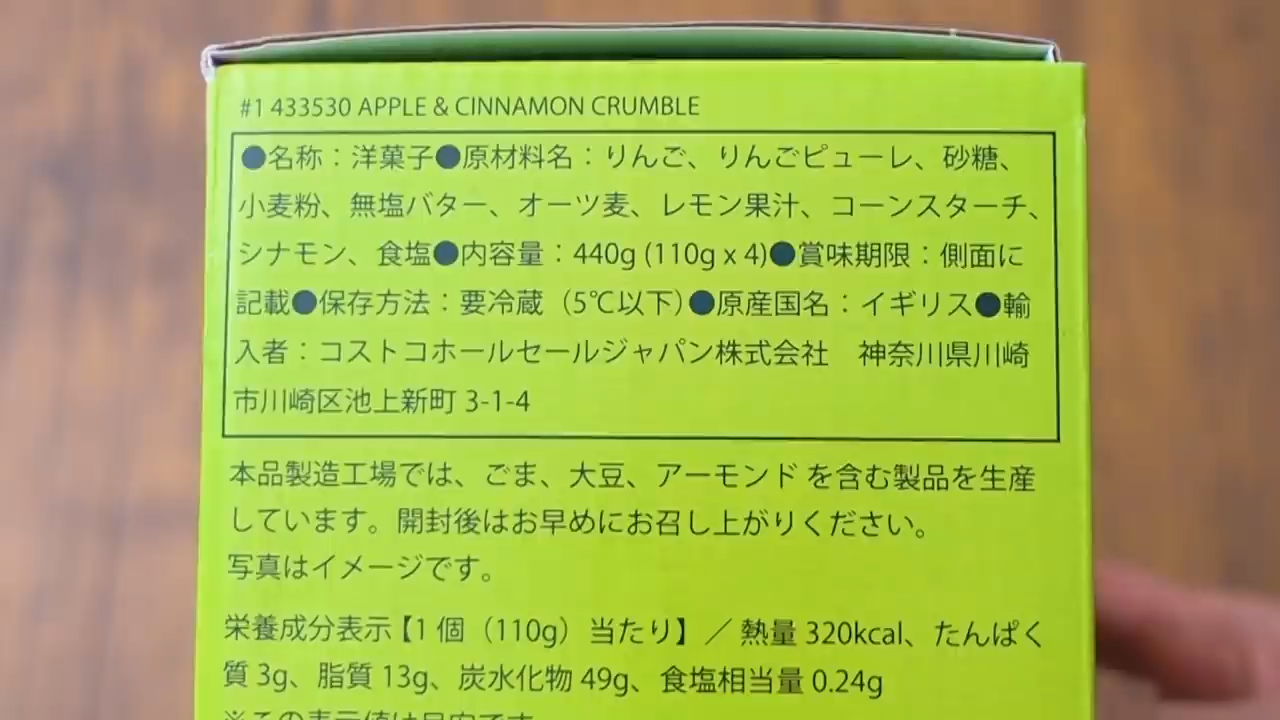 #1 433530 APPLE & CINNAMON CRUMBLE
●名称：洋菓子●原材料名：りんご、りんごピューレ、砂糖、
小麦粉、無塩バター、オーツ麦、レモン果汁、コーンスターチ、
シナモン、食塩●内容量：440g (110g x 4)●賞味期限：側面に
記載●保存方法：要冷蔵（5℃以下）●原産国名：イギリス●輸
入者：コストコホールセールジャパン株式会社　神奈川県川崎
市川崎区池上新町 3-1-4
本品製造工場では、ごま、大豆、アーモンド を含む製品を生産
しています。開封後はお早めにお召し上がりください。
写真はイメージです。
栄養成分表示【1 個（110g）当たり】／ 熱量 320kcal、たんぱく
質 3g、脂質 13g、炭水化物 49g、食塩相当量 0.24g
※この表示値は目安です